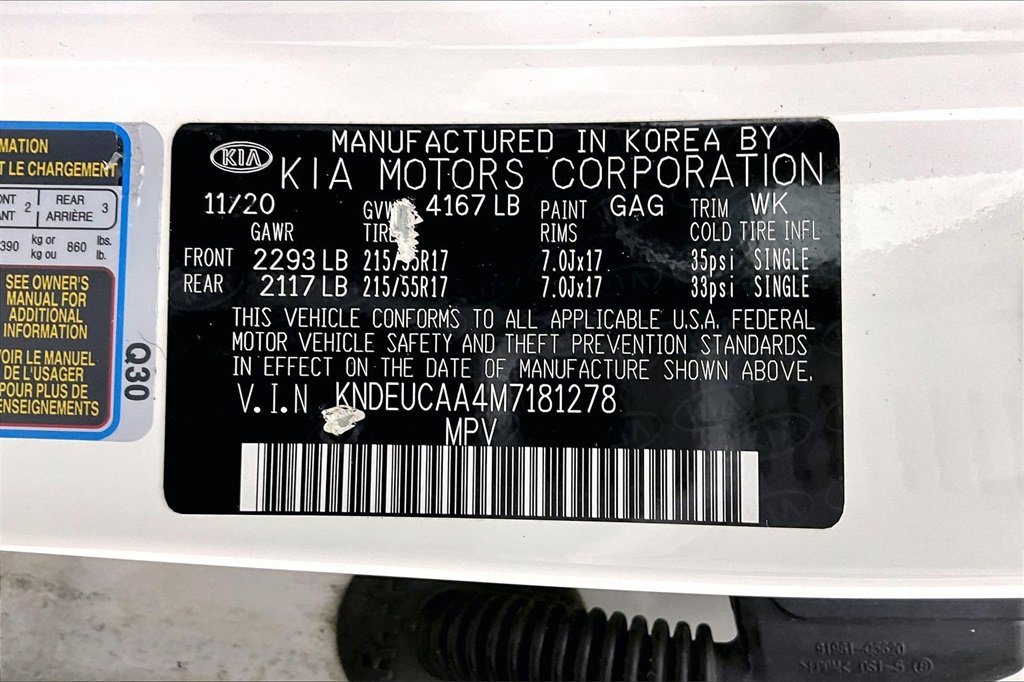 MATION
T LE CHARGEMENT
ONT 2 REAR 3
ANT ARRIÈRE
390 kg or 860 lbs.
kg ou lb.
SEE OWNER'S
MANUAL FOR
ADDITIONAL
INFORMATION
VOIR LE MANUEL
DE L'USAGER
POUR PLUS
ENSEIGNEMENTS
Q30
KIA
MANUFACTURED IN KOREA BY
KIA MOTORS CORPORATION
11/20 GVW 4167 LB PAINT GAG TRIM WK
GAWR TIRE RIMS COLD TIRE INFL
FRONT 2293 LB 215/55R17 7.0Jx17 35psi SINGLE
REAR 2117 LB 215/55R17 7.0Jx17 33psi SINGLE
THIS VEHICLE CONFORMS TO ALL APPLICABLE U.S.A. FEDERAL
MOTOR VEHICLE SAFETY AND THEFT PREVENTION STANDARDS
IN EFFECT ON THE DATE OF MANUFACTURE SHOWN ABOVE.
V.I.N KNDEUCAA4M7181278
MPV